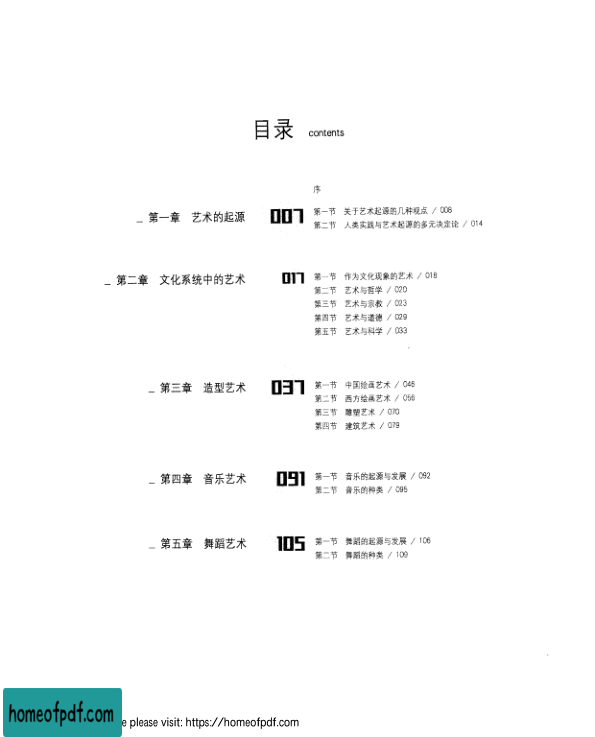 目录 contents
序
_ 第一章 艺术的起源 007
第一节 关于艺术起源的几种观点 / 008
第二节 人类实践与艺术起源的多元决定论 / 014
_ 第二章 文化系统中的艺术 017
第一节 作为文化现象的艺术 / 018
第二节 艺术与哲学 / 020
第三节 艺术与宗教 / 023
第四节 艺术与道德 / 029
第五节 艺术与科学 / 033
_ 第三章 造型艺术 037
第一节 中国绘画艺术 / 046
第二节 西方绘画艺术 / 056
第三节 雕塑艺术 / 070
第四节 建筑艺术 / 079
_ 第四章 音乐艺术 091
第一节 音乐的起源与发展 / 092
第二节 音乐的种类 / 095
_ 第五章 舞蹈艺术 105
第一节 舞蹈的起源与发展 / 106
第二节 舞蹈的种类 / 109
homeofpdf.com
e please visit: https://homeofpdf.com